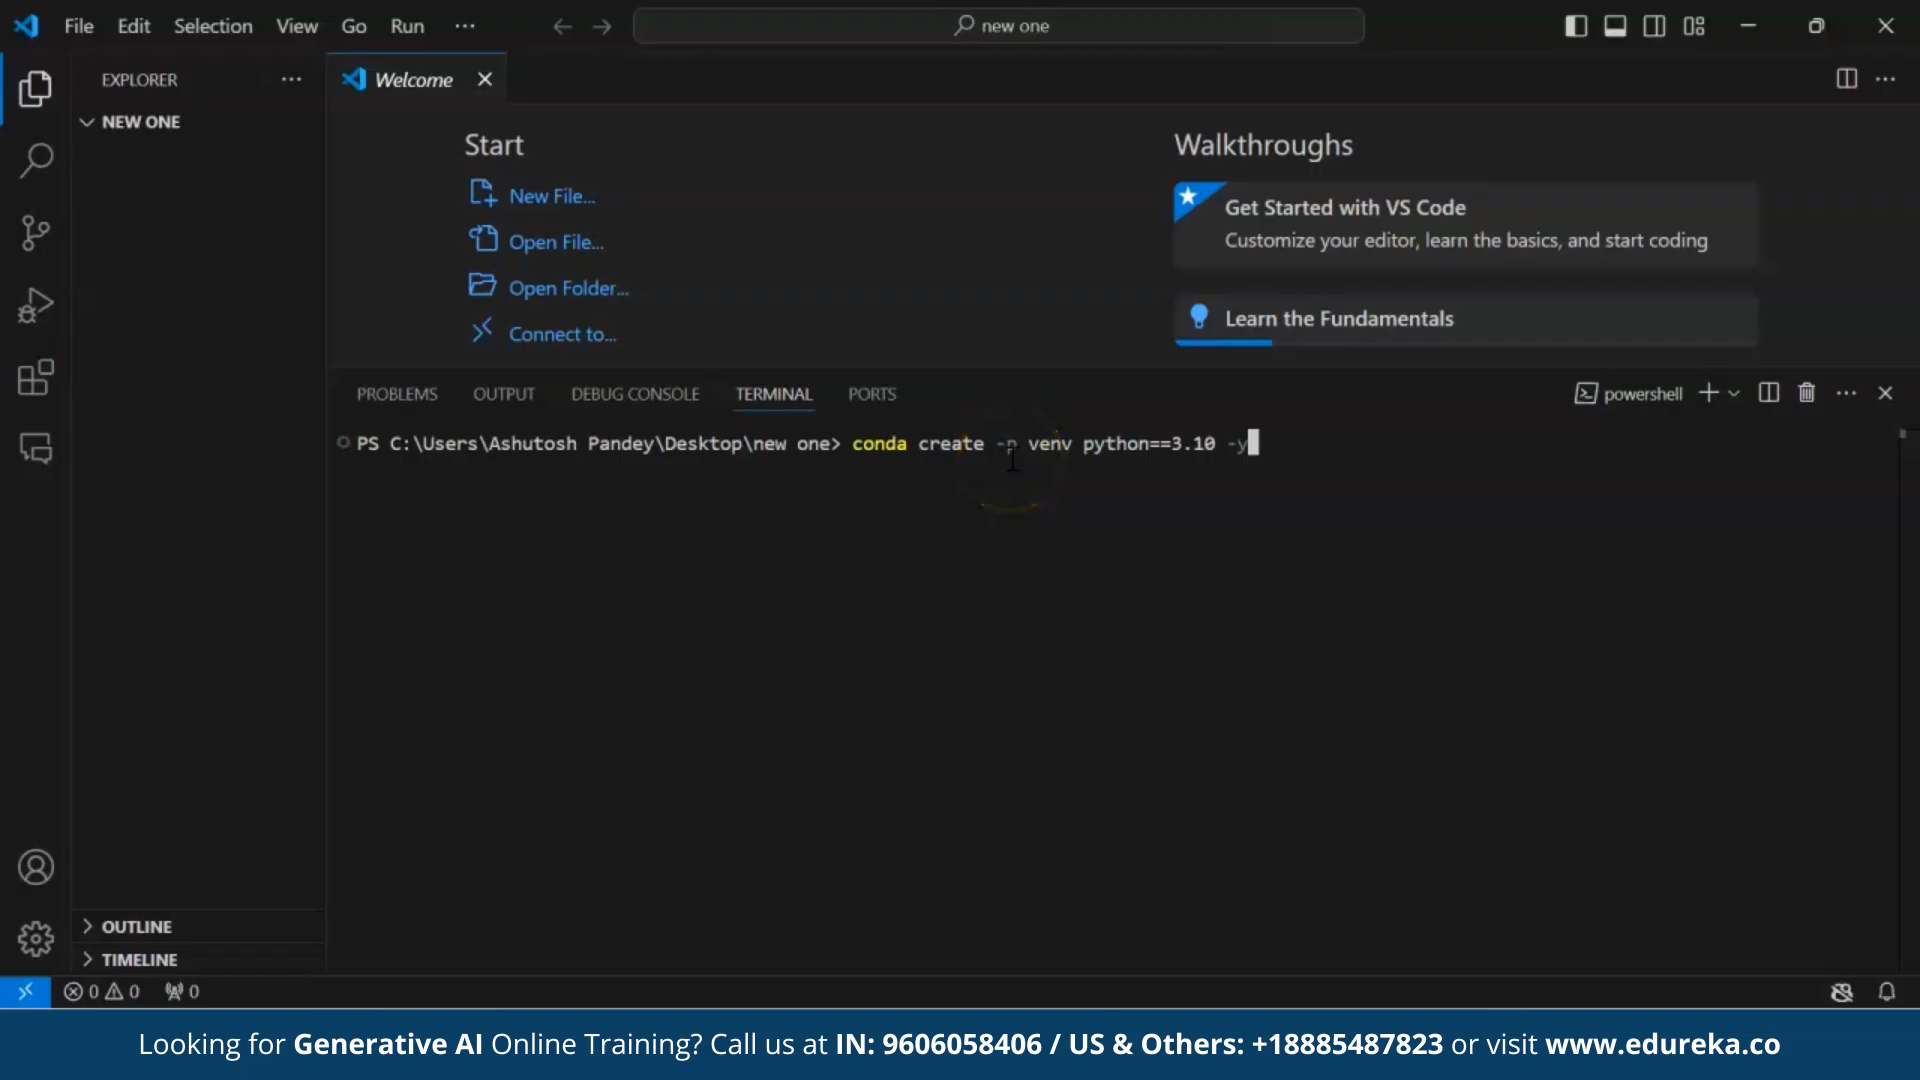 File Edit Selection View Go Run ···
new one
EXPLORER ···
NEW ONE
OUTLINE
TIMELINE
Welcome
Start
New File...
Open File...
Open Folder...
Connect to...
Walkthroughs
Get Started with VS Code
Customize your editor, learn the basics, and start coding
Learn the Fundamentals
PROBLEMS OUTPUT DEBUG CONSOLE TERMINAL PORTS
powershell
PS C:\Users\Ashutosh Pandey\Desktop\new one> conda create -p venv python==3.10 -y
0 0 0
Looking for Generative AI Online Training? Call us at IN: 9606058406 / US & Others: +18885487823 or visit www.edureka.co